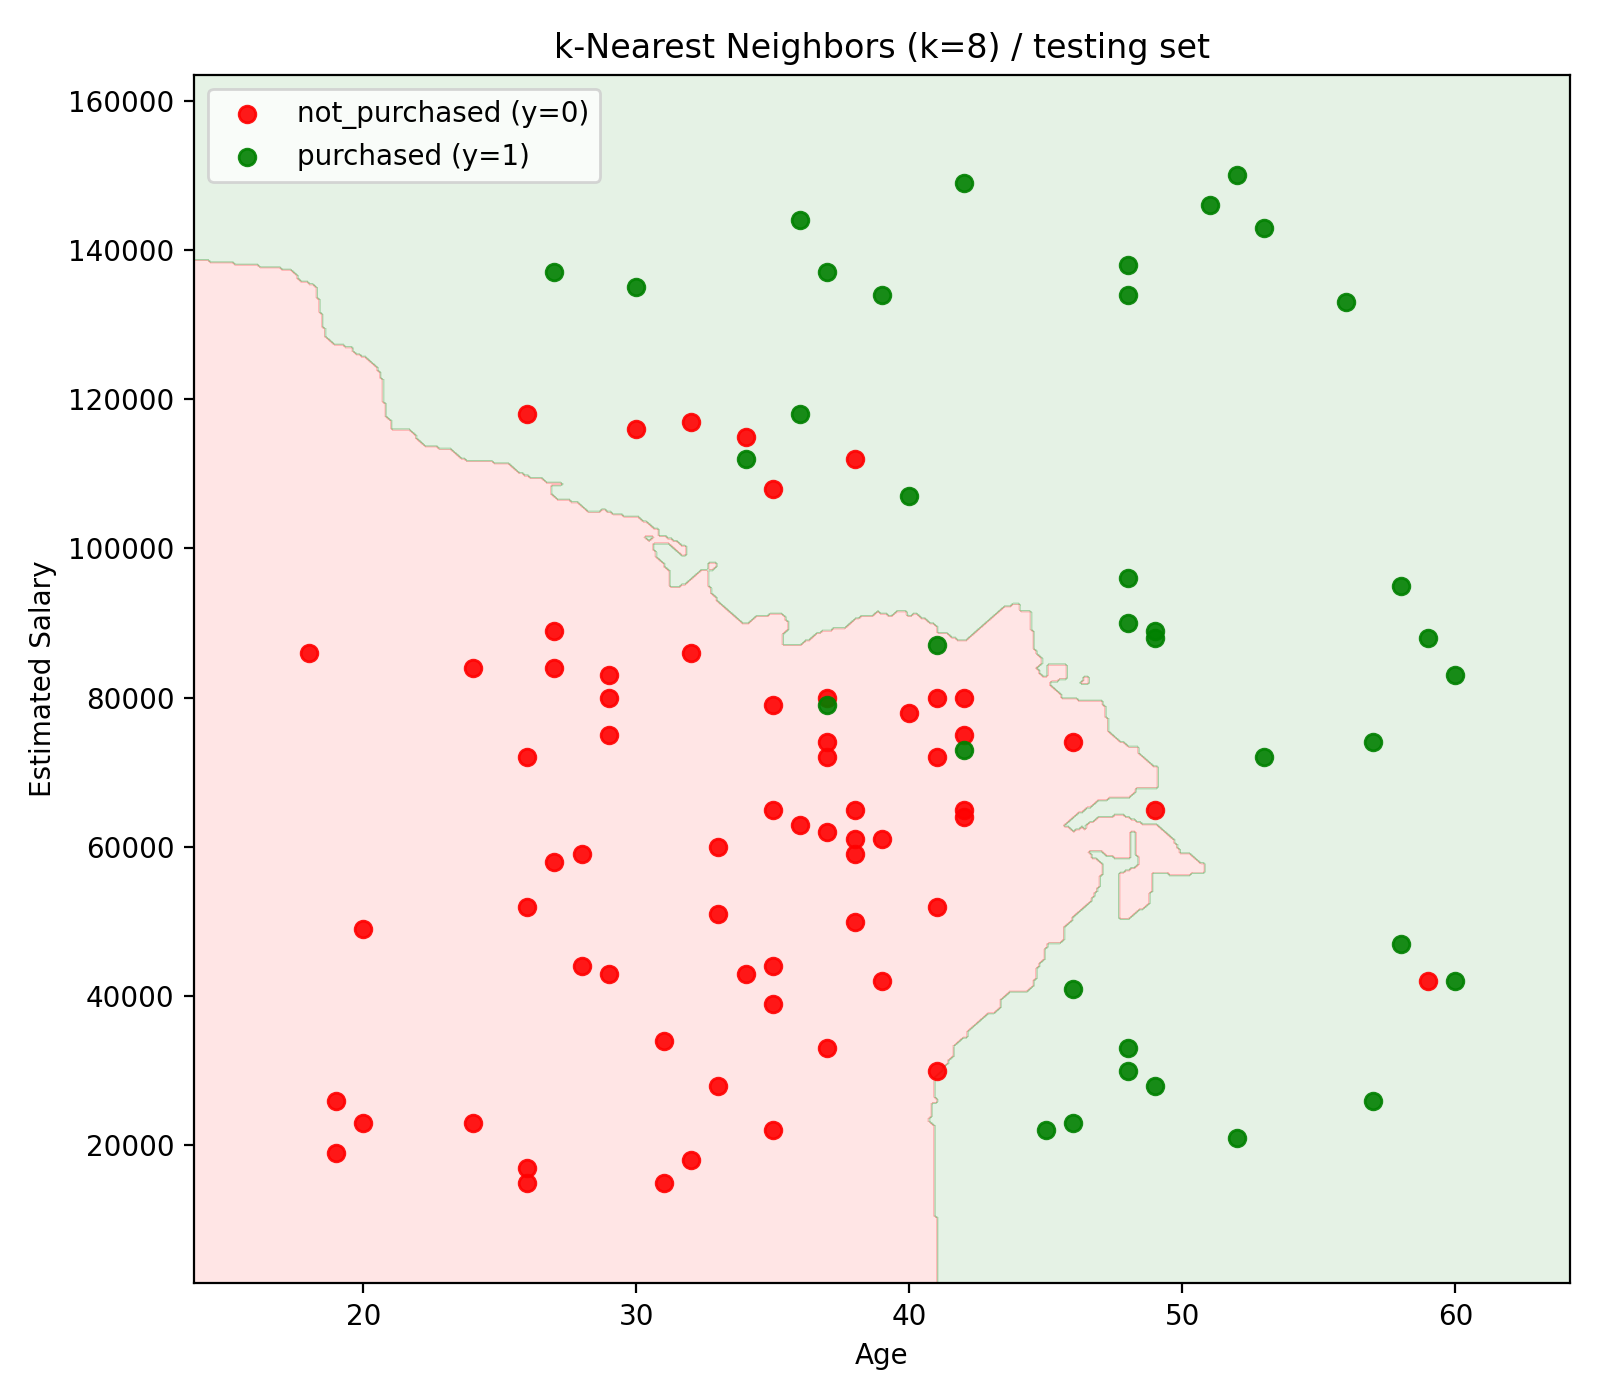 k-Nearest Neighbors (k=8) / testing set
not_purchased (y=0)
purchased (y=1)
160000
140000
120000
100000
80000
60000
40000
20000
Estimated Salary
20 30 40 50 60
Age